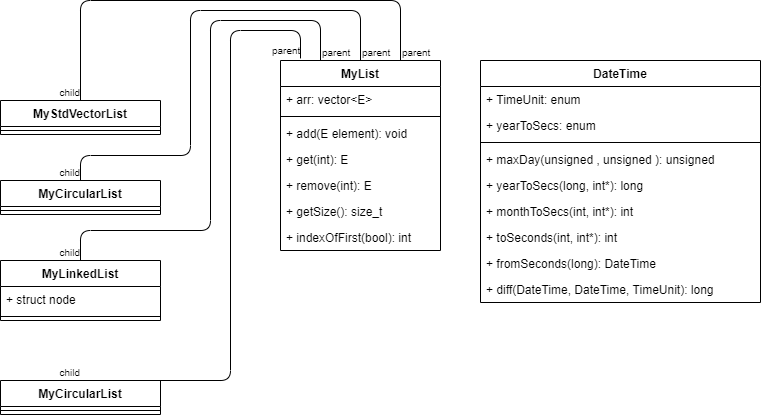 parent
parent
parent
parent
child
MyStdVectorList
child
MyCircularList
child
MyLinkedList
+ struct node
child
MyCircularList
MyList
+ arr: vector<E>
+ add(E element): void
+ get(int): E
+ remove(int): E
+ getSize(): size_t
+ indexOfFirst(bool): int
DateTime
+ TimeUnit: enum
+ yearToSecs: enum
+ maxDay(unsigned , unsigned ): unsigned
+ yearToSecs(long, int*): long
+ monthToSecs(int, int*): int
+ toSeconds(int, int*): int
+ fromSeconds(long): DateTime
+ diff(DateTime, DateTime, TimeUnit): long